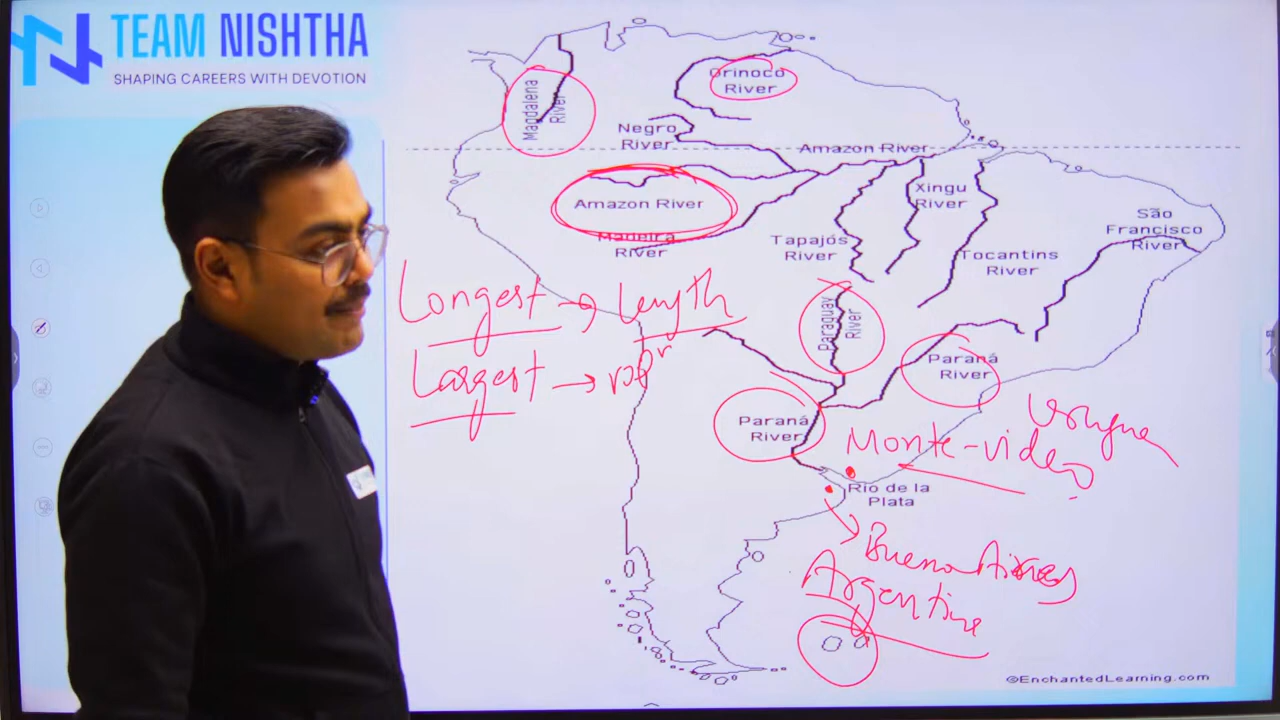 TEAM NISHTHA
SHAPING CAREERS WITH DEVOTION
Magdalena
River
Orinoco
River
Negro
River
Amazon River
Amazon River
Madeira
River
Tapajós
River
Xingu
River
Tocantins
River
São
Francisco
River
Longest → Length
Largest →
Paraguay
River
Paraná
River
Paraná
River
Monte-video
Rio de la
Plata
Buenos Aires
Argentina
©EnchantedLearning.com